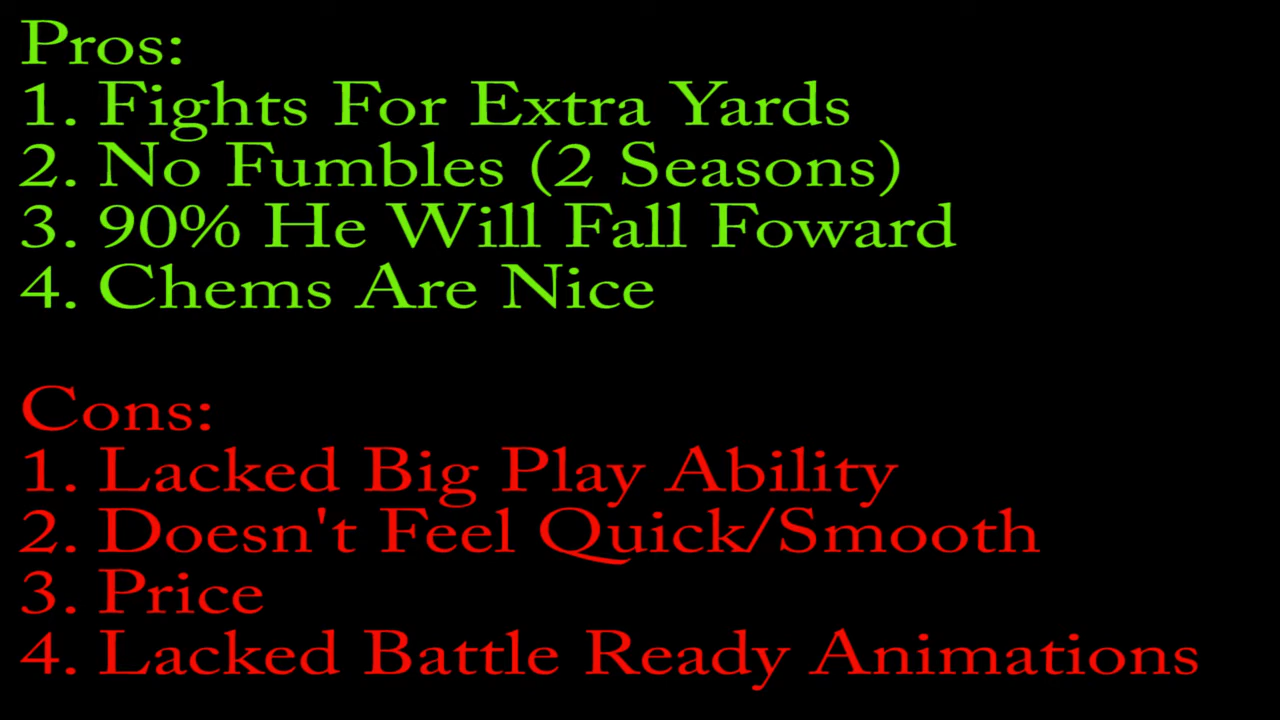 Pros:
1. Fights For Extra Yards
2. No Fumbles (2 Seasons)
3. 90% He Will Fall Foward
4. Chems Are Nice
Cons:
1. Lacked Big Play Ability
2. Doesn't Feel Quick/Smooth
3. Price
4. Lacked Battle Ready Animations